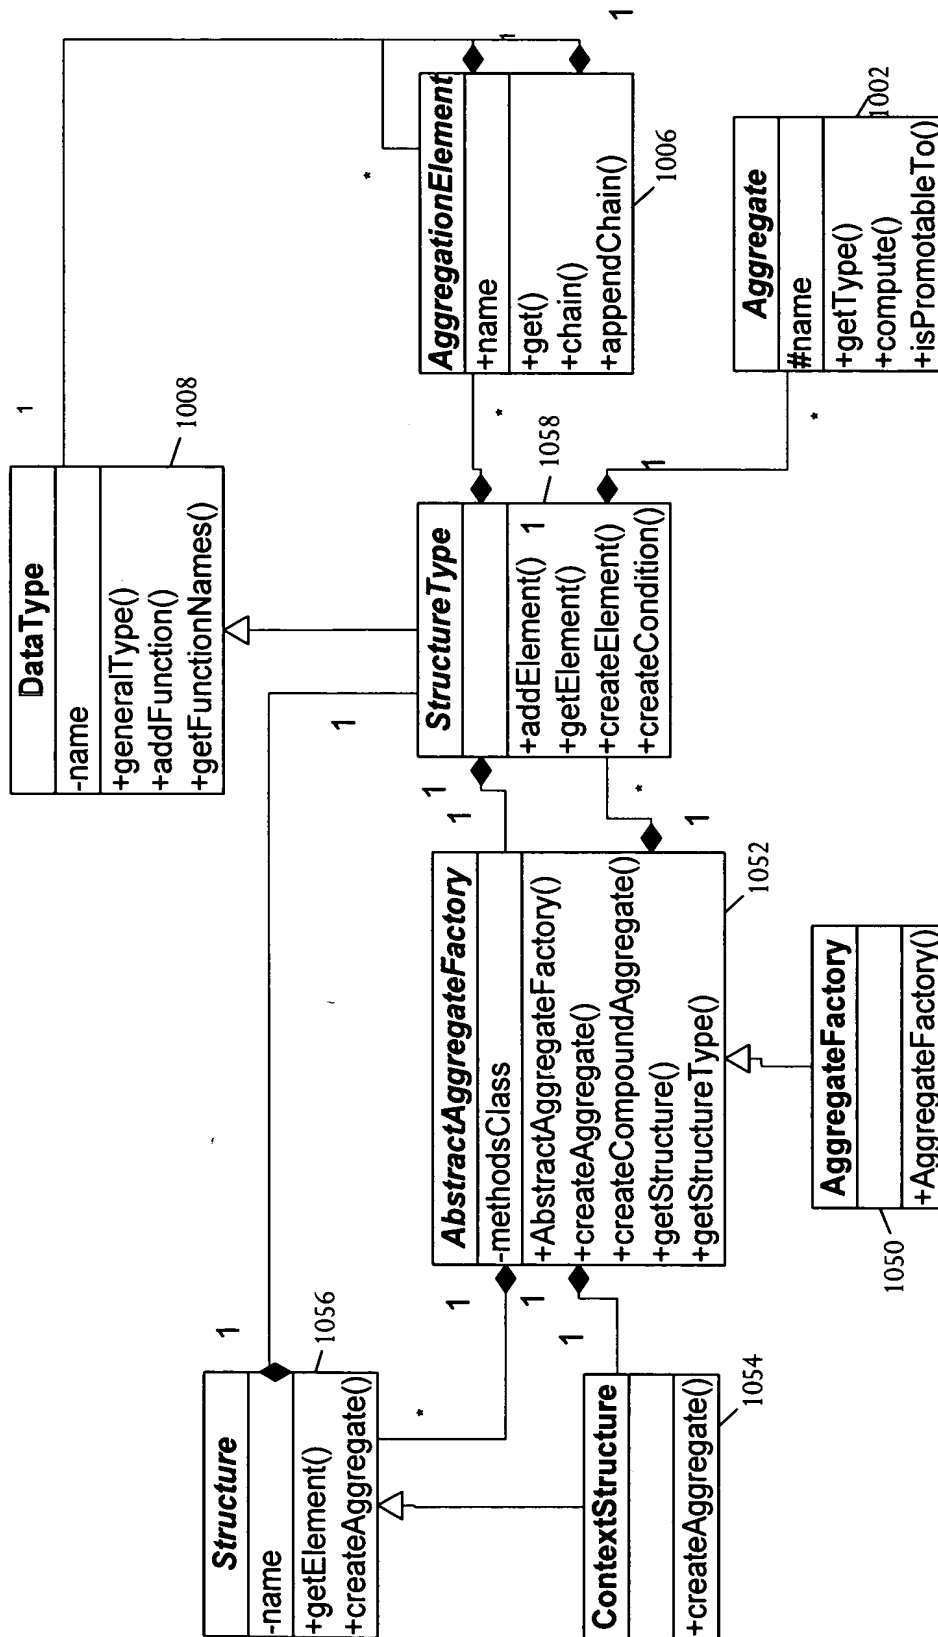 Structure
-name
+getElement()
+createAggregate()
1056
1
ContextStructure
+createAggregate()
1054
1
*
AbstractAggregateFactory
-methodsClass
+AbstractAggregateFactory()
+createAggregate()
+createCompoundAggregate()
+getStructure()
+getStructureType()
1052
1
1
1
1
AggregateFactory
+AggregateFactory()
1050
DataType
-name
+generalType()
+addFunction()
+getFunctionNames()
1008
1
StructureType
+addElement()
+getElement()
+createElement()
+createCondition()
1058
1
1
1
1
*
AggregationElement
+name
+get()
+chain()
+appendChain()
1006
*
*
1
1
Aggregate
#name
+getType()
+compute()
+isPromotableTo()
1002
*